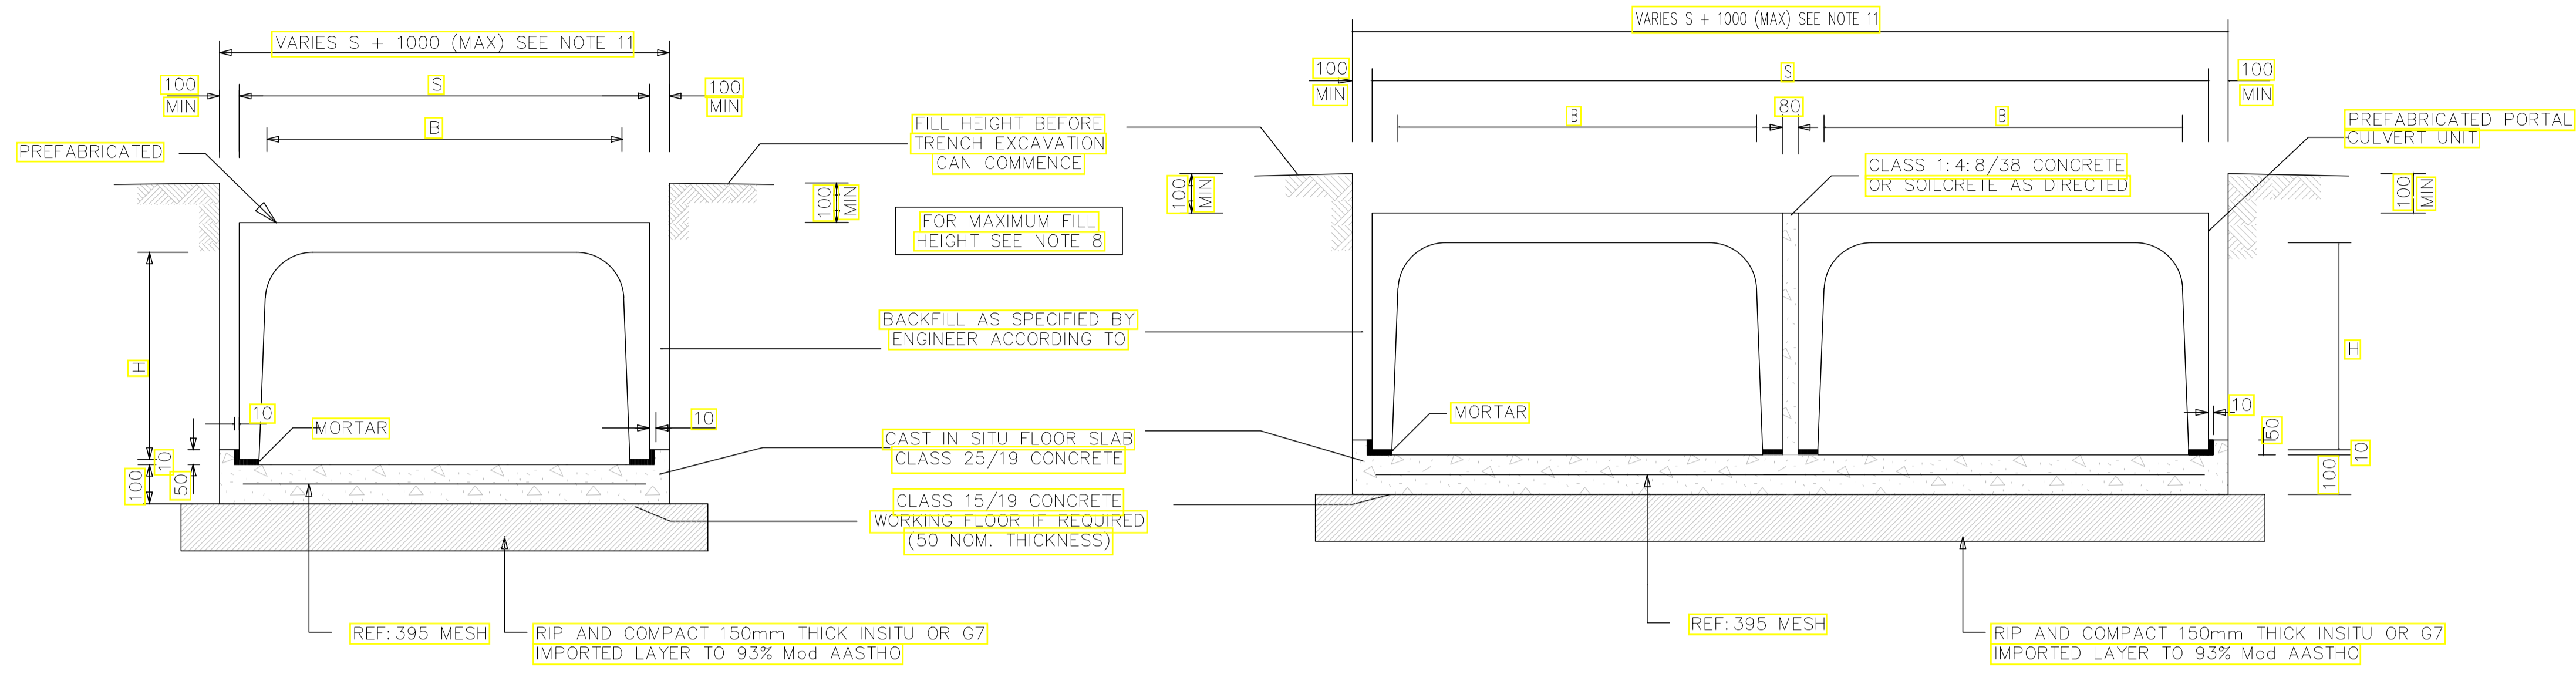 VARIES S + 1000 (MAX) SEE NOTE 11
100
MIN
S
100
MIN
B
PREFABRICATED
FILL HEIGHT BEFORE
TRENCH EXCAVATION
CAN COMMENCE
100
MIN
FOR MAXIMUM FILL
HEIGHT SEE NOTE 8
H
BACKFILL AS SPECIFIED BY
ENGINEER ACCORDING TO
10
MORTAR
10
10
50
100
CAST IN SITU FLOOR SLAB
CLASS 25/19 CONCRETE
CLASS 15/19 CONCRETE
WORKING FLOOR IF REQUIRED
(50 NOM. THICKNESS)
REF:395 MESH
RIP AND COMPACT 150mm THICK INSITU OR G7
IMPORTED LAYER TO 93% Mod AASTHO
VARIES S + 1000 (MAX) SEE NOTE 11
100
MIN
S
100
MIN
B
80
B
PREFABRICATED PORTAL
CULVERT UNIT
CLASS 1:4:8/38 CONCRETE
OR SOILCRETE AS DIRECTED
100
MIN
100
MIN
H
MORTAR
10
50
10
100
REF:395 MESH
RIP AND COMPACT 150mm THICK INSITU OR G7
IMPORTED LAYER TO 93% Mod AASTHO